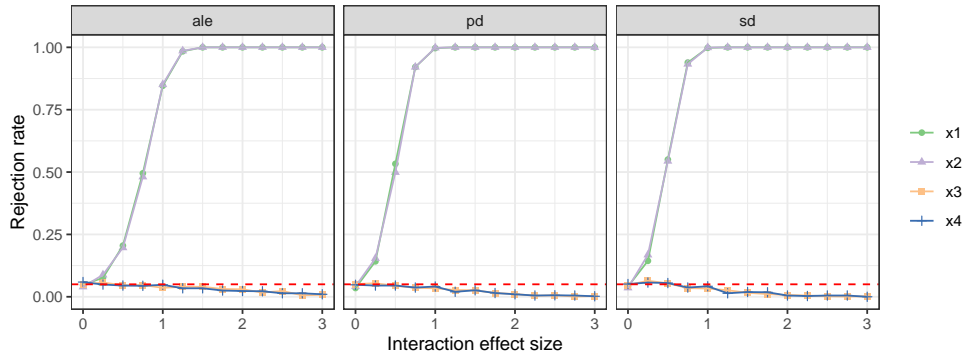 ale pd sd
1.00
0.75
0.50
0.25
0.00
Rejection rate
0 1 2 3 0 1 2 3 0 1 2 3
Interaction effect size
x1
x2
x3
x4